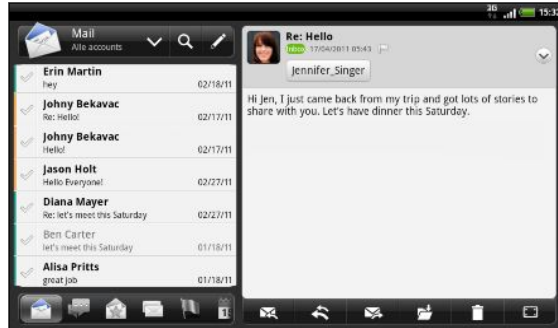 3G
15:32
Mail
Alle accounts
Erin Martin
hey
02/18/11
Johny Bekavac
Re: Hello!
02/17/11
Johny Bekavac
Hello!
02/17/11
Jason Holt
Hello Everyone!
02/27/11
Diana Mayer
Re: let's meet this Saturday
02/27/11
Ben Carter
let's meet this Saturday
01/18/11
Alisa Pritts
great job
01/18/11
1
Re: Hello
Inbox 17/04/2011 05:43
Jennifer_Singer
Hi Jen, I just came back from my trip and got lots of stories to
share with you. Let's have dinner this Saturday.